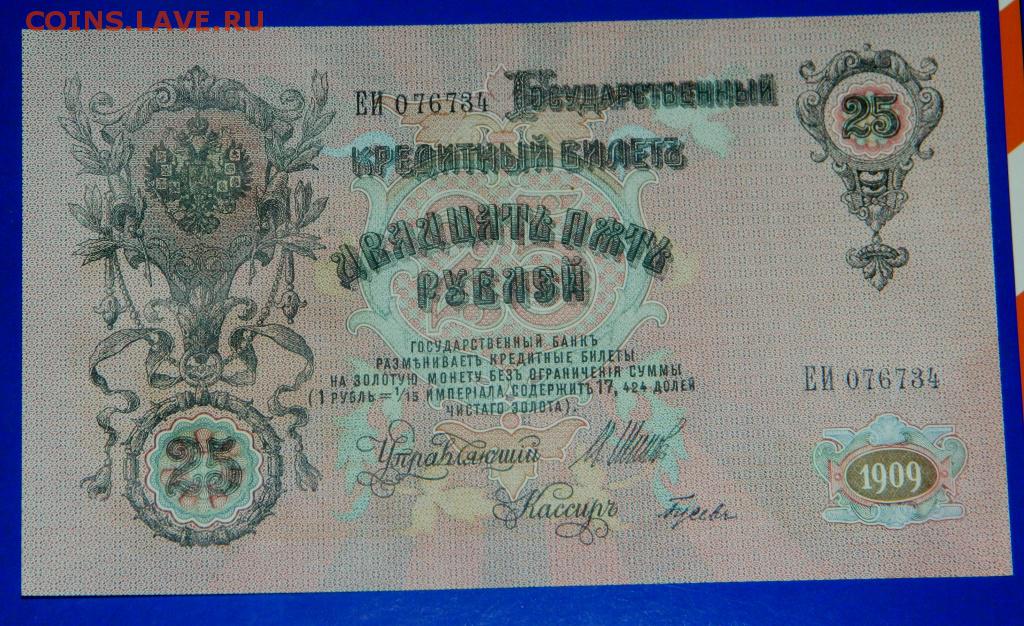 COINS.LAVE.RU
ЕИ 076734 Государственный
25
кредитный билетъ
25
Двадцать пять
рублей
Государственный Банкъ
размѣниваетъ кредитные билеты
на золотую монету безъ ограниченія суммы
(1 рубль = 1/15 имперіала, содержитъ 17,424 долей
чистаго золота).
ЕИ 076734
Управляющій
25
1909
Кассиръ